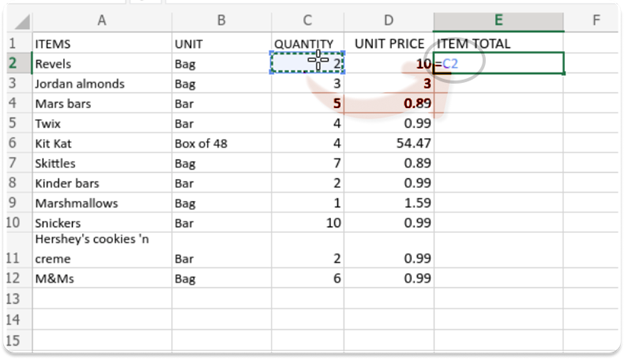 A B C D E F
1 ITEMS UNIT QUANTITY UNIT PRICE ITEM TOTAL
2 Revels Bag 2 10 =C2
3 Jordan almonds Bag 3 3
4 Mars bars Bar 5 0.89
5 Twix Bar 4 0.99
6 Kit Kat Box of 48 4 54.47
7 Skittles Bag 7 0.89
8 Kinder bars Bar 2 0.99
9 Marshmallows Bag 1 1.59
10 Snickers Bar 10 0.99
Hershey's cookies 'n
11 creme Bar 2 0.99
12 M&Ms Bag 6 0.99
13
14
15